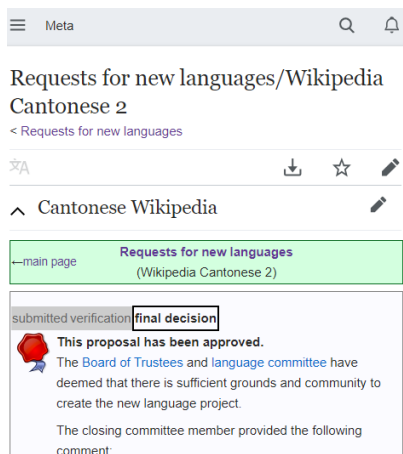 Meta
Requests for new languages/Wikipedia
Cantonese 2
< Requests for new languages
Cantonese Wikipedia
←main page
Requests for new languages
(Wikipedia Cantonese 2)
submitted verification final decision
This proposal has been approved.
The Board of Trustees and language committee have
deemed that there is sufficient grounds and community to
create the new language project.
The closing committee member provided the following
comment: